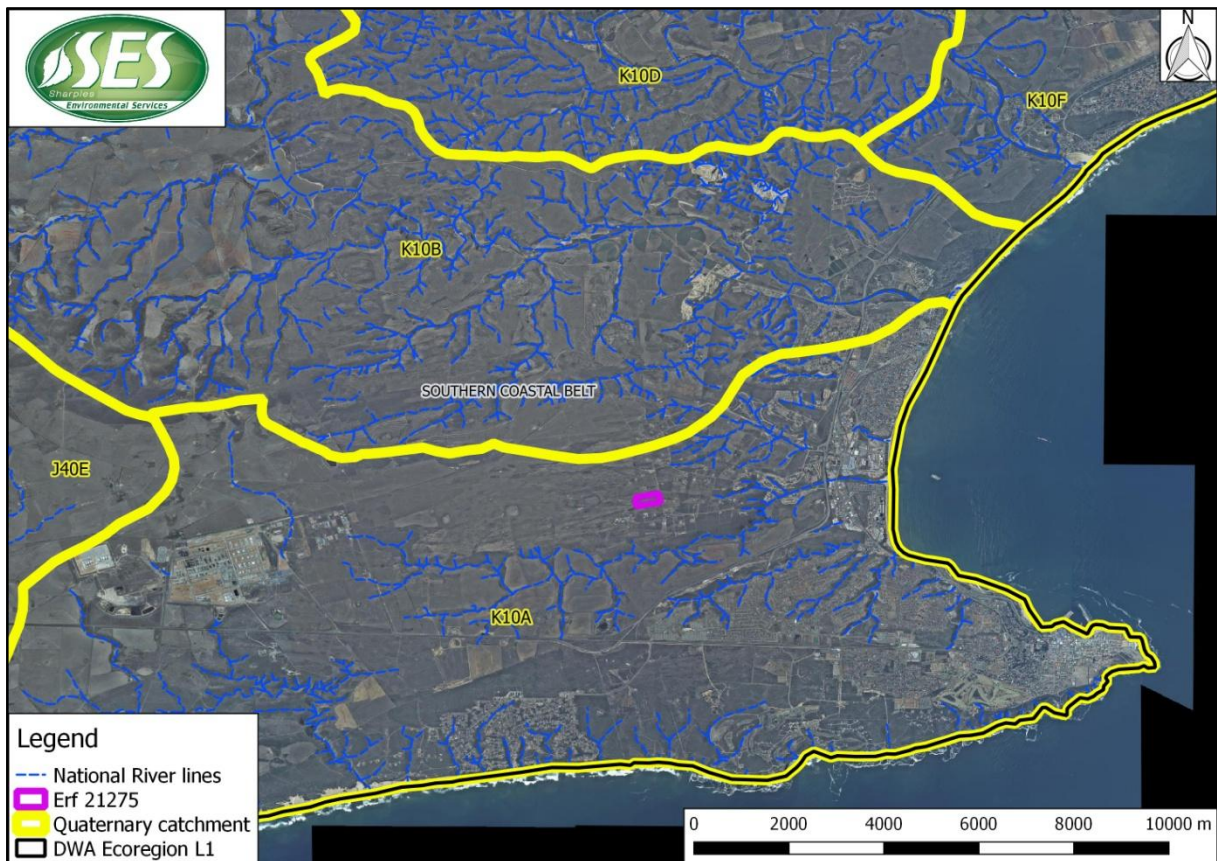 SES
Sharples
Environmental Services
N
K10D
K10F
K10B
SOUTHERN COASTAL BELT
J40E
K10A
Legend
National River lines
Erf 21275
Quaternary catchment
DWA Ecoregion L1
0 2000 4000 6000 8000 10000 m